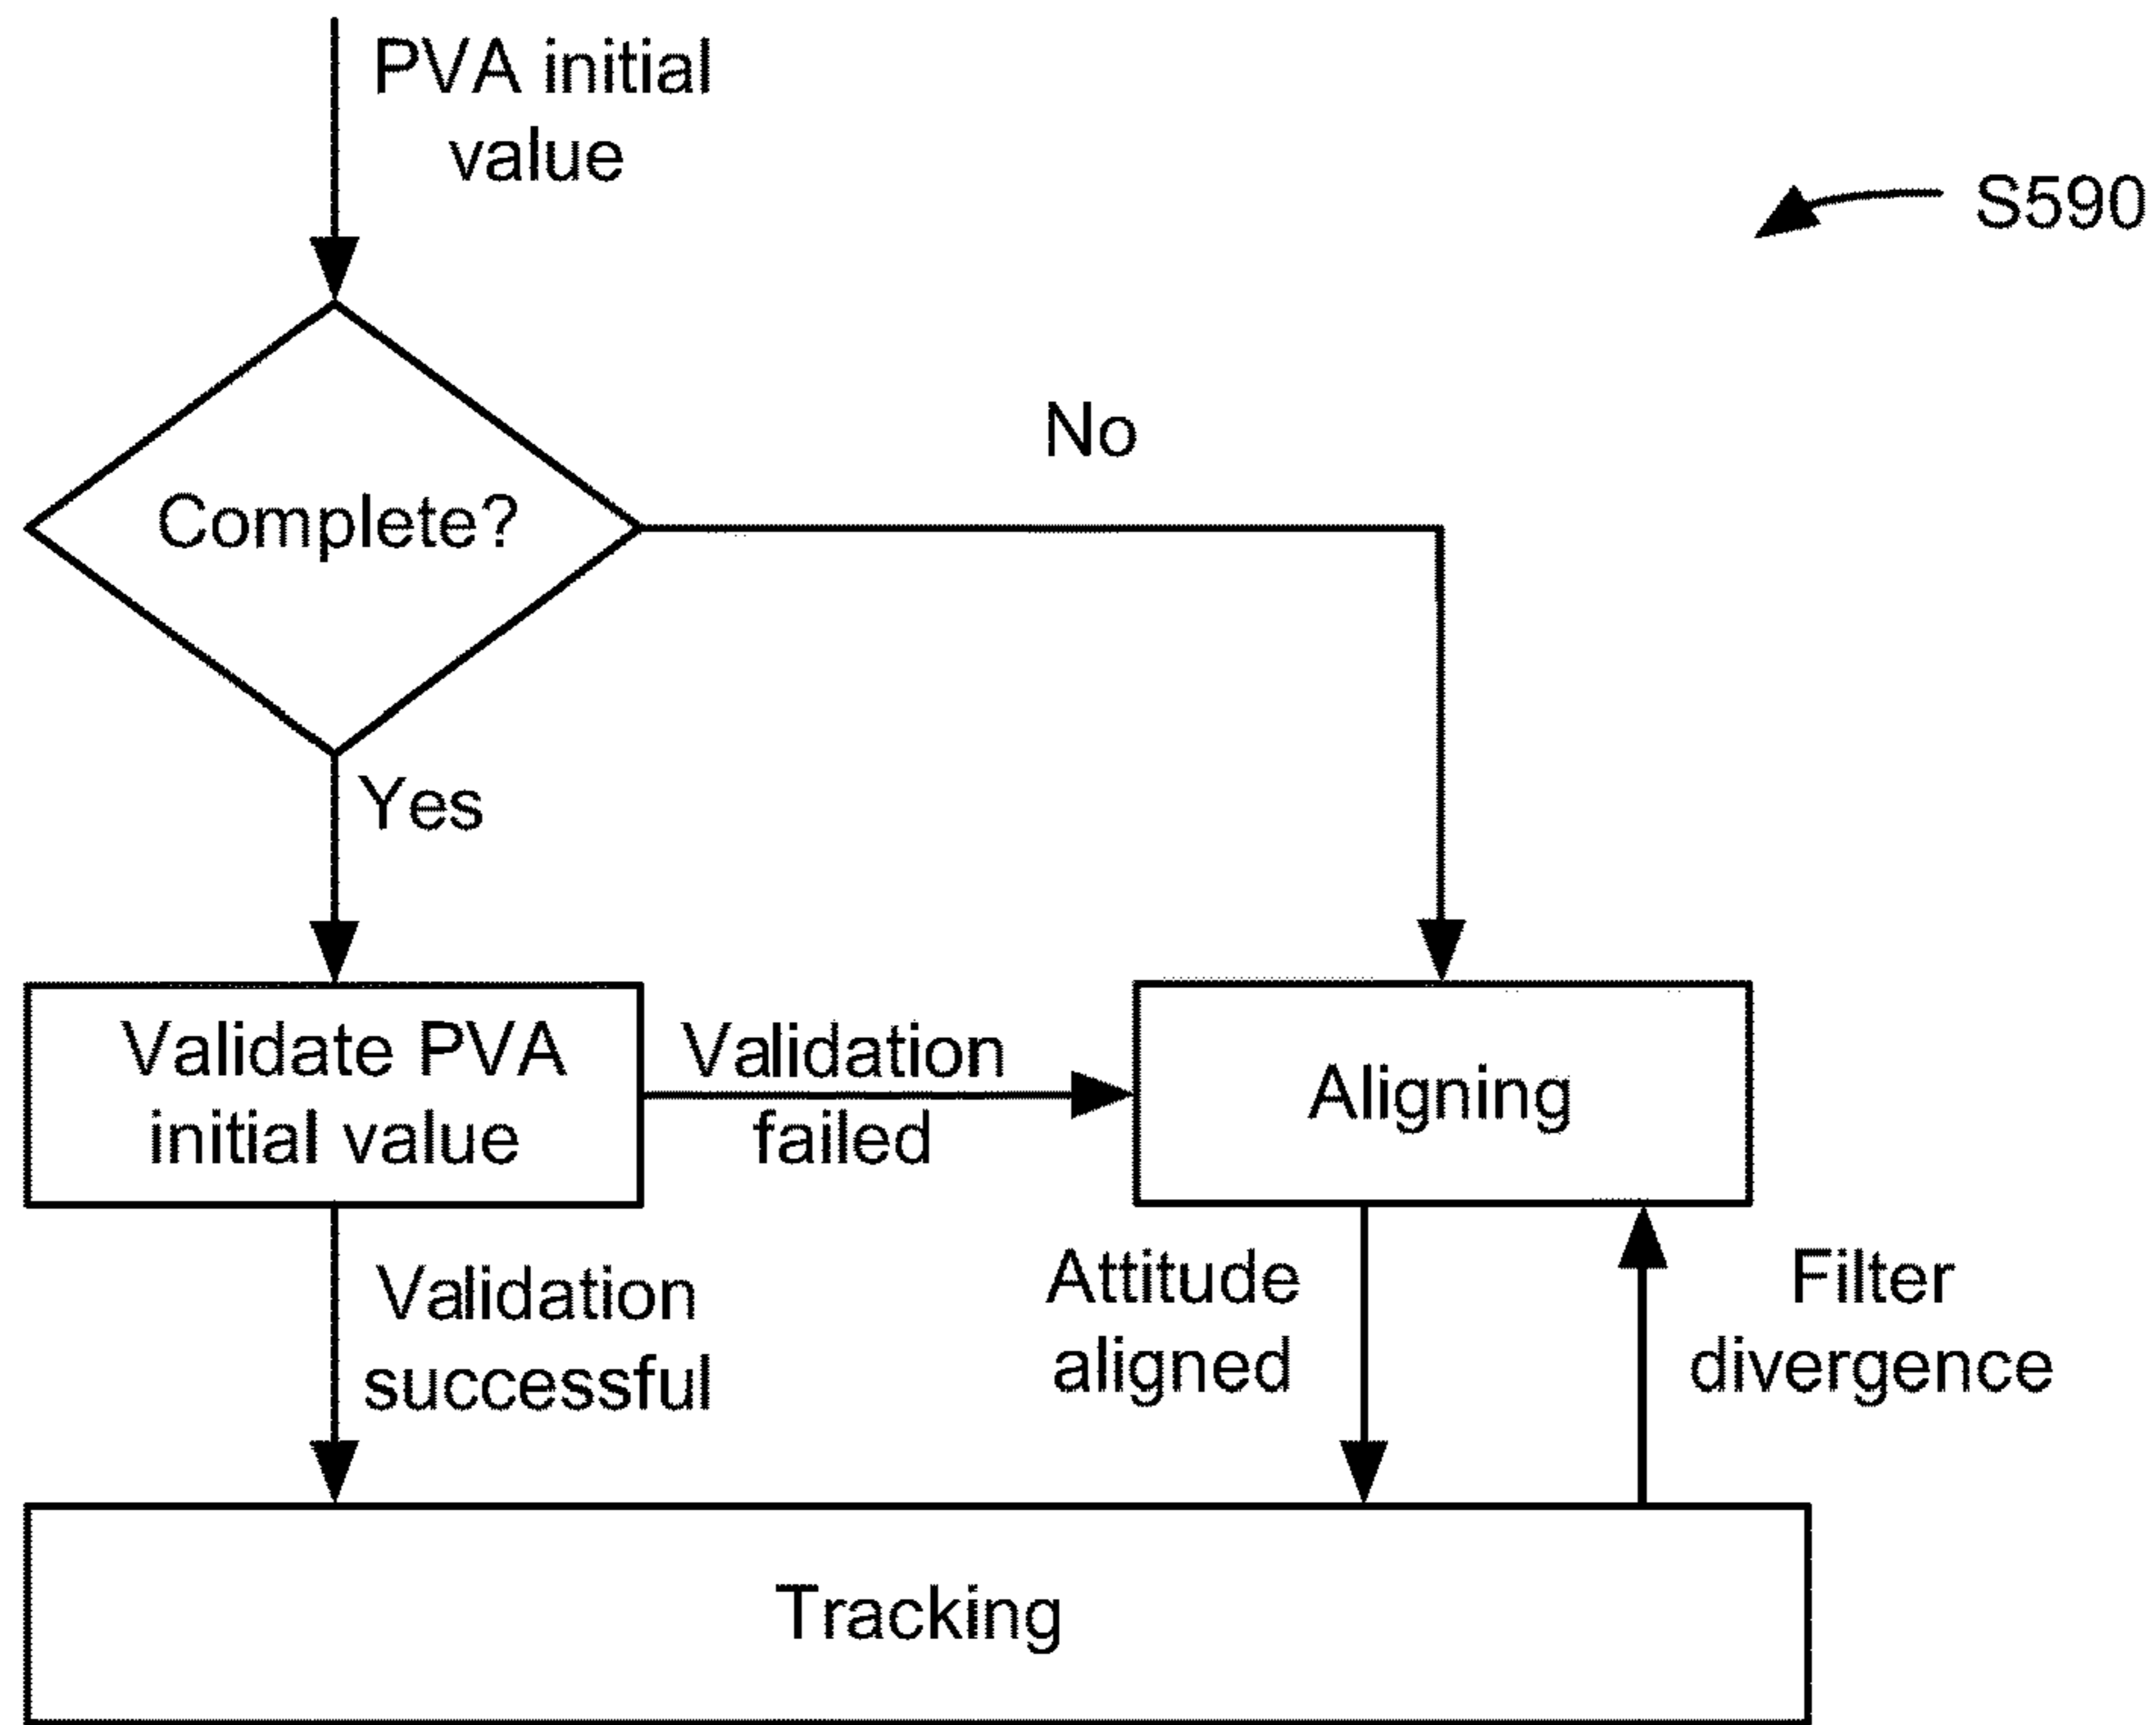 PVA initial
value
S590
No
Complete?
Yes
Validate PVA
initial value
Validation
failed
Aligning
Validation
successful
Attitude
aligned
Filter
divergence
Tracking